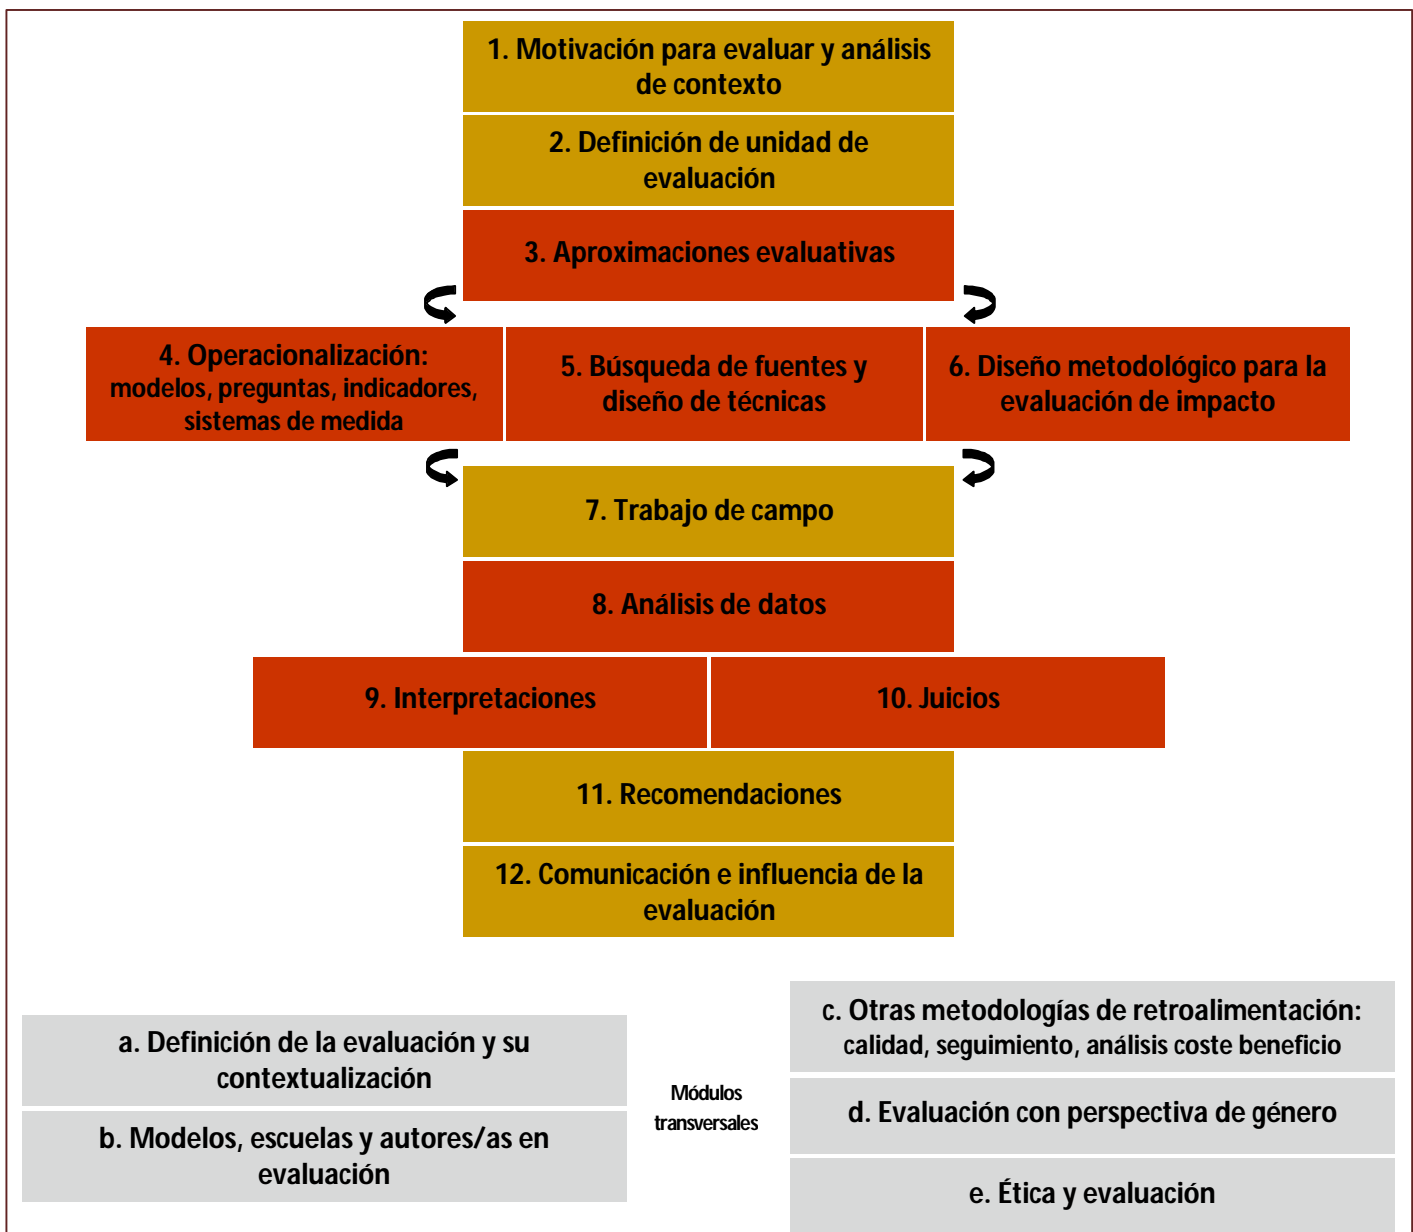 1. Motivación para evaluar y análisis
de contexto
2. Definición de unidad de
evaluación
3. Aproximaciones evaluativas
4. Operacionalización:
modelos, preguntas, indicadores,
sistemas de medida
5. Búsqueda de fuentes y
diseño de técnicas
6. Diseño metodológico para la
evaluación de impacto
7. Trabajo de campo
8. Análisis de datos
9. Interpretaciones
10. Juicios
11. Recomendaciones
12. Comunicación e influencia de la
evaluación
a. Definición de la evaluación y su
contextualización
b. Modelos, escuelas y autores/as en
evaluación
Módulos
transversales
c. Otras metodologías de retroalimentación:
calidad, seguimiento, análisis coste beneficio
d. Evaluación con perspectiva de género
e. Ética y evaluación